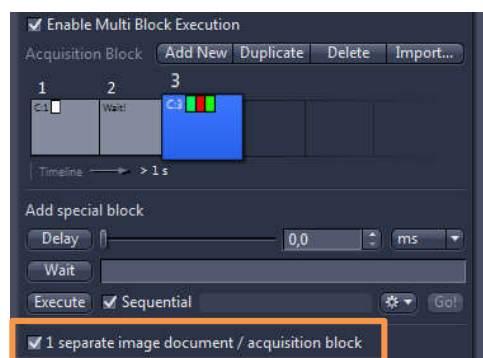 Enable Multi Block Execution
Acquisition Block Add New Duplicate Delete Import...
1 2 3
C:1 Wait! C:3
Timeline > 1 s
Add special block
Delay 0,0 ms
Wait
Execute Sequential Go!
1 separate image document / acquisition block